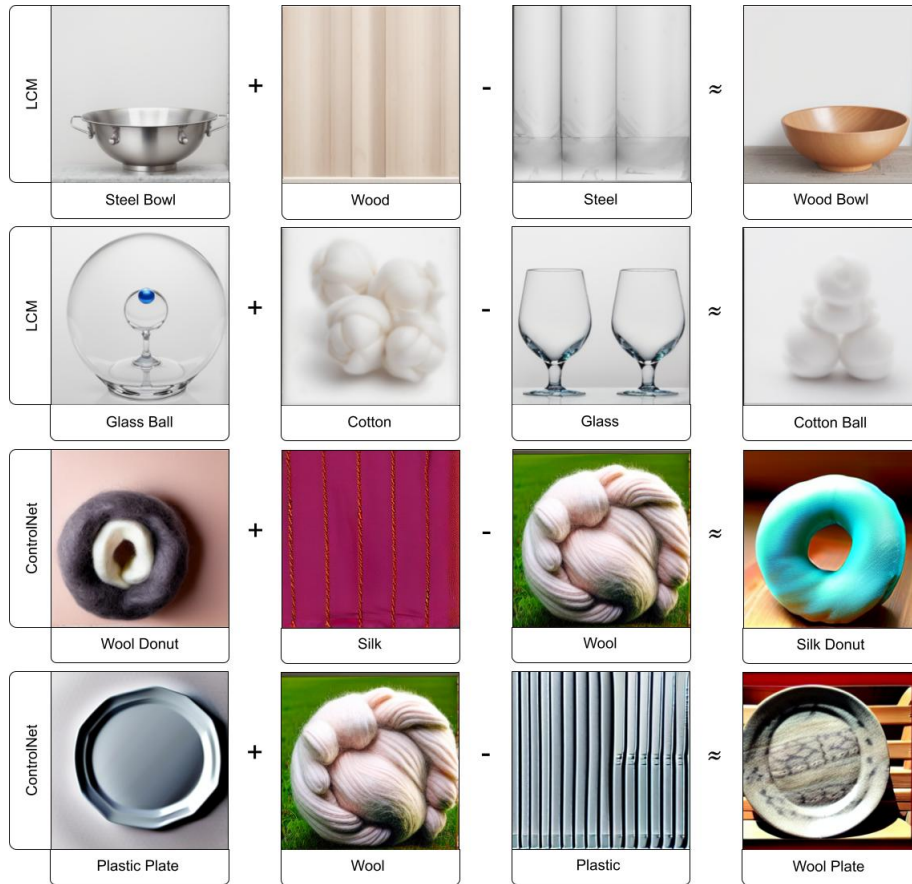 LCM
+
-
≈
Steel Bowl
Wood
Steel
Wood Bowl
LCM
+
-
≈
Glass Ball
Cotton
Glass
Cotton Ball
ControlNet
+
-
≈
Wool Donut
Silk
Wool
Silk Donut
ControlNet
+
-
≈
Plastic Plate
Wool
Plastic
Wool Plate